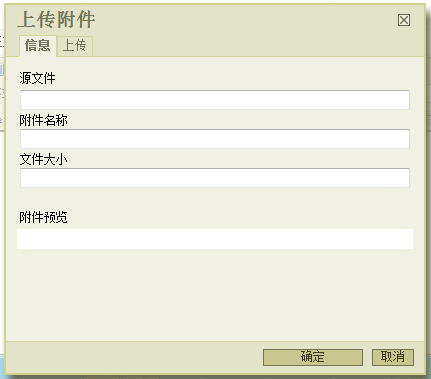 上传附件
信息 上传
源文件
附件名称
文件大小
附件预览
确定 取消